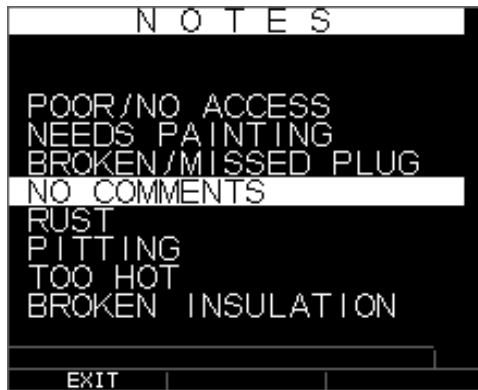 NOTES
POOR/NO ACCESS
NEEDS PAINTING
BROKEN/MISSED PLUG
NO COMMENTS
RUST
PITTING
TOO HOT
BROKEN INSULATION
EXIT